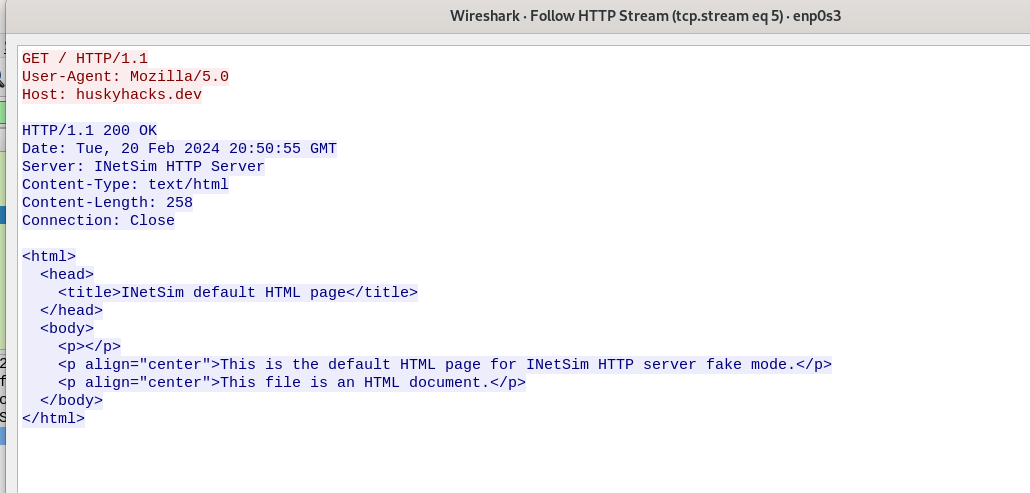 Wireshark · Follow HTTP Stream (tcp.stream eq 5) · enp0s3
GET / HTTP/1.1
User-Agent: Mozilla/5.0
Host: huskyhacks.dev
HTTP/1.1 200 OK
Date: Tue, 20 Feb 2024 20:50:55 GMT
Server: INetSim HTTP Server
Content-Type: text/html
Content-Length: 258
Connection: Close
<html>
  <head>
    <title>INetSim default HTML page</title>
  </head>
  <body>
    <p></p>
    <p align="center">This is the default HTML page for INetSim HTTP server fake mode.</p>
    <p align="center">This file is an HTML document.</p>
  </body>
</html>